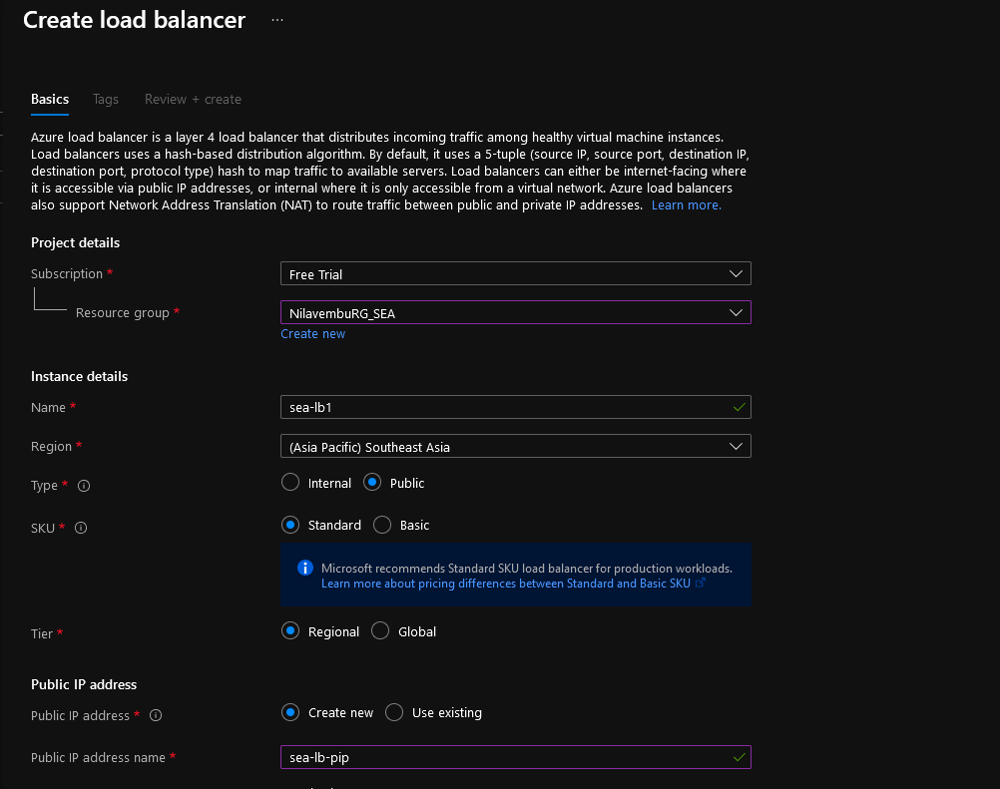 Create load balancer ...
Basics Tags Review + create
Azure load balancer is a layer 4 load balancer that distributes incoming traffic among healthy virtual machine instances.
Load balancers uses a hash-based distribution algorithm. By default, it uses a 5-tuple (source IP, source port, destination IP,
destination port, protocol type) hash to map traffic to available servers. Load balancers can either be internet-facing where
it is accessible via public IP addresses, or internal where it is only accessible from a virtual network. Azure load balancers
also support Network Address Translation (NAT) to route traffic between public and private IP addresses. Learn more.
Project details
Subscription * Free Trial
Resource group * NilavembuRG_SEA
Create new
Instance details
Name * sea-lb1
Region * (Asia Pacific) Southeast Asia
Type * Internal Public
SKU * Standard Basic
Microsoft recommends Standard SKU load balancer for production workloads.
Learn more about pricing differences between Standard and Basic SKU
Tier * Regional Global
Public IP address
Public IP address * Create new Use existing
Public IP address name * sea-lb-pip